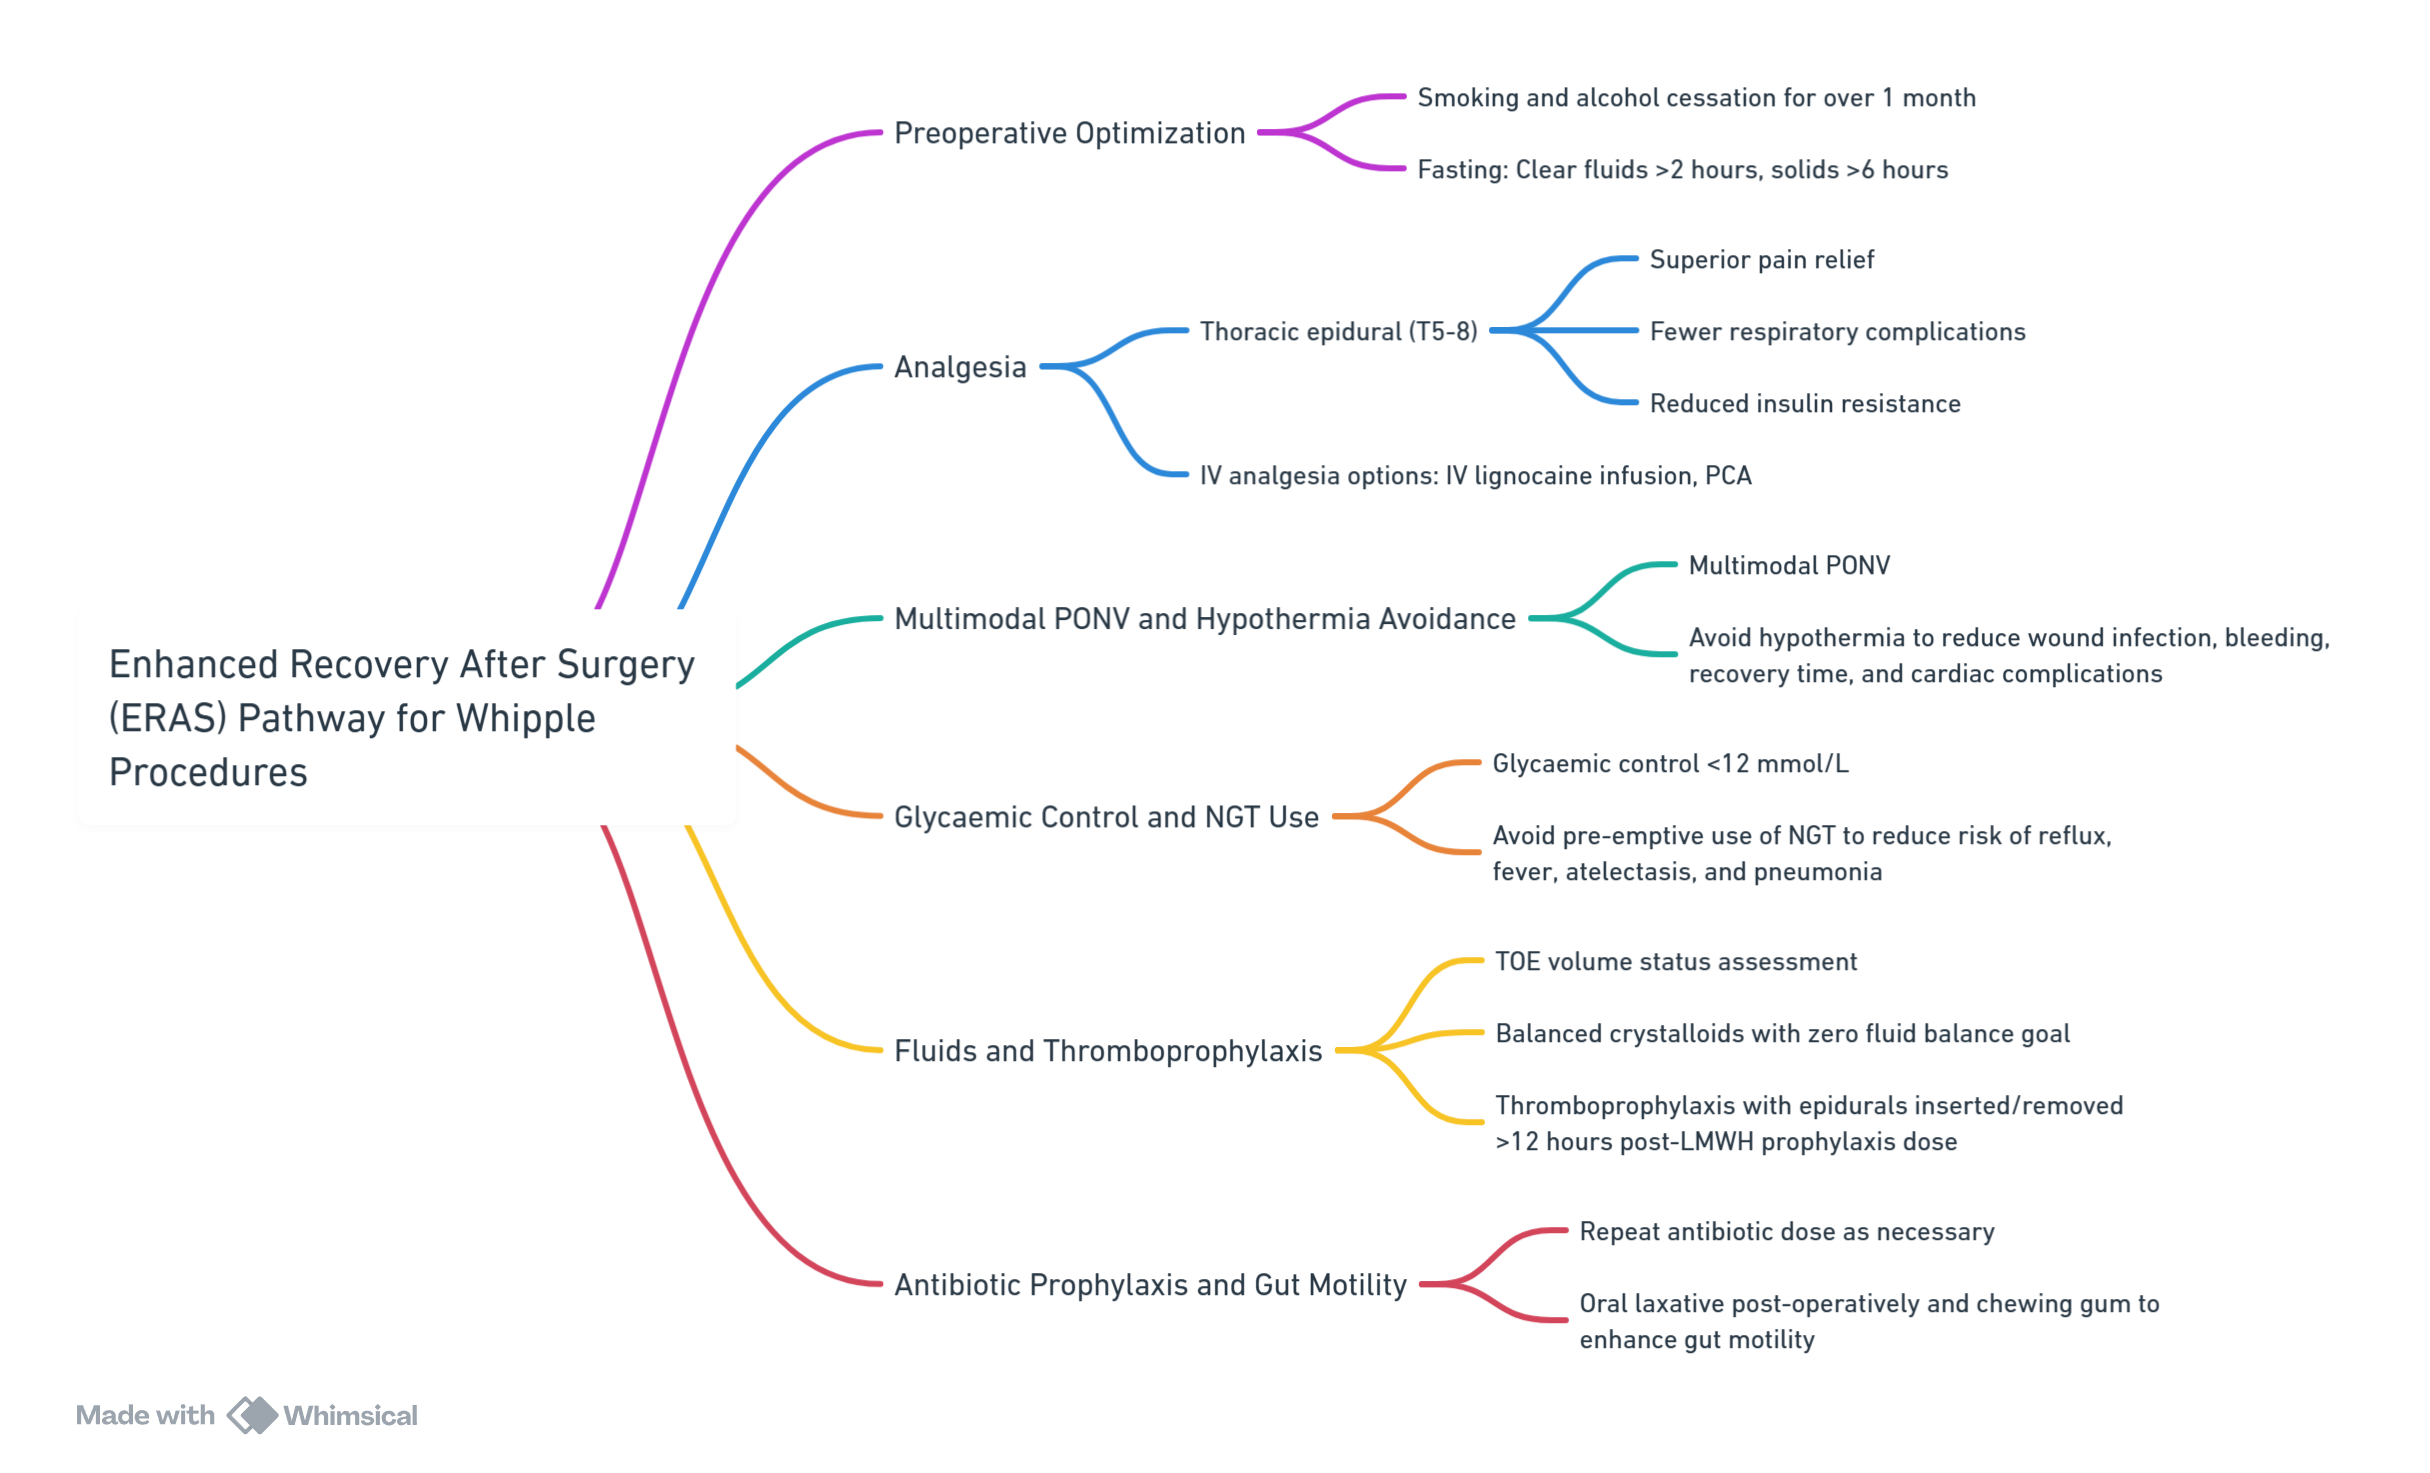 Enhanced Recovery After Surgery
(ERAS) Pathway for Whipple
Procedures
Preoperative Optimization
Smoking and alcohol cessation for over 1 month
Fasting: Clear fluids >2 hours, solids >6 hours
Analgesia
Thoracic epidural (T5-8)
Superior pain relief
Fewer respiratory complications
Reduced insulin resistance
IV analgesia options: IV lignocaine infusion, PCA
Multimodal PONV and Hypothermia Avoidance
Multimodal PONV
Avoid hypothermia to reduce wound infection, bleeding,
recovery time, and cardiac complications
Glycaemic Control and NGT Use
Glycaemic control <12 mmol/L
Avoid pre-emptive use of NGT to reduce risk of reflux,
fever, atelectasis, and pneumonia
Fluids and Thromboprophylaxis
TOE volume status assessment
Balanced crystalloids with zero fluid balance goal
Thromboprophylaxis with epidurals inserted/removed
>12 hours post-LMWH prophylaxis dose
Antibiotic Prophylaxis and Gut Motility
Repeat antibiotic dose as necessary
Oral laxative post-operatively and chewing gum to
enhance gut motility
Made with Whimsical